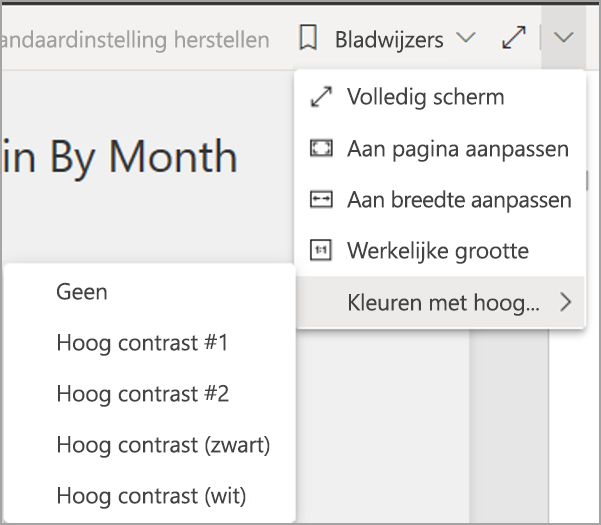 andaardinstelling herstellen Bladwijzers
Volledig scherm
in By Month
Aan pagina aanpassen
Aan breedte aanpassen
Werkelijke grootte
Kleuren met hoog...
Geen
Hoog contrast #1
Hoog contrast #2
Hoog contrast (zwart)
Hoog contrast (wit)